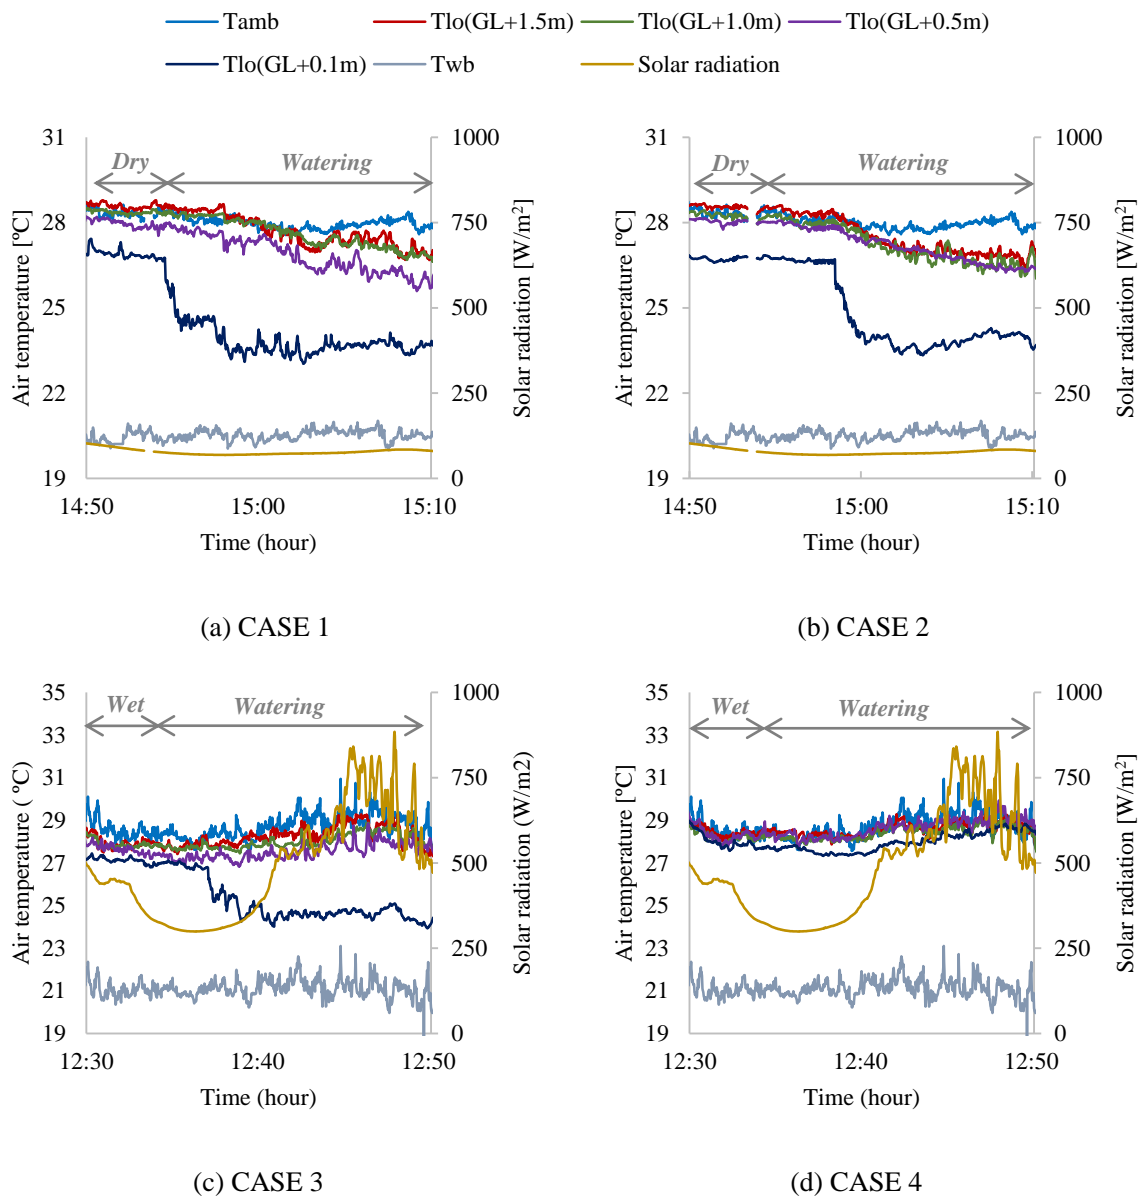 Tamb Tlo(GL+1.5m) Tlo(GL+1.0m) Tlo(GL+0.5m)
Tlo(GL+0.1m) Twb Solar radiation
31 1000
Dry Watering
28 750
25 500
22 250
19 0
14:50 15:00 15:10
Air temperature [°C]
Solar radiation [W/m²]
Time (hour)
(a) CASE 1
31 1000
Dry Watering
28 750
25 500
22 250
19 0
14:50 15:00 15:10
Air temperature [°C]
Solar radiation [W/m²]
Time (hour)
(b) CASE 2
35 1000
Wet Watering
33
31 750
29
27 500
25
23 250
21
19 0
12:30 12:40 12:50
Air temperature ( °C)
Solar radiation (W/m2)
Time (hour)
(c) CASE 3
35 1000
Wet Watering
33
31 750
29
27 500
25
23 250
21
19 0
12:30 12:40 12:50
Air temperature [°C]
Solar radiation [W/m²]
Time (hour)
(d) CASE 4